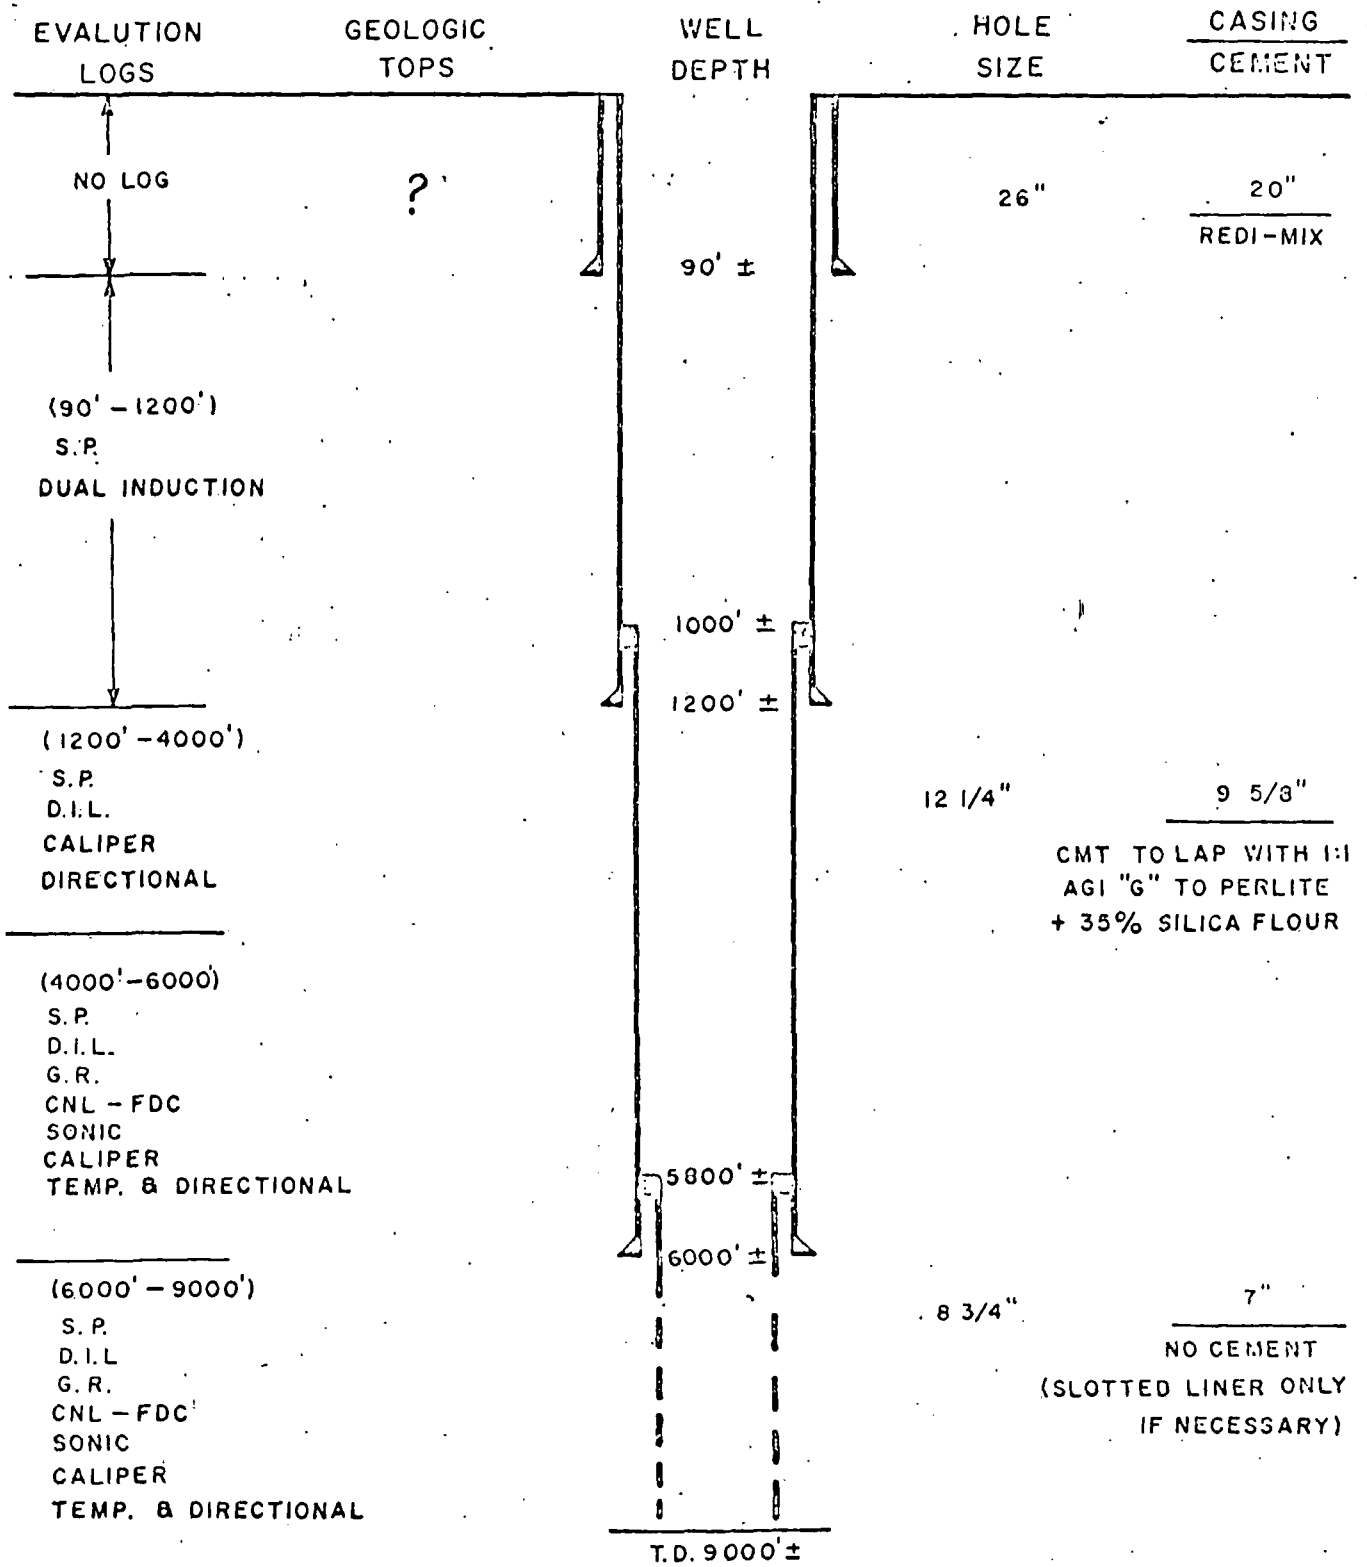 EVALUTION LOGS
GEOLOGIC TOPS
WELL DEPTH
HOLE SIZE
CASING
CEMENT
NO LOG
?
26"
20"
REDI-MIX
90' ±
(90' - 1200')
S.P.
DUAL INDUCTION
1000' ±
1200' ±
(1200' - 4000')
S.P.
D.I.L.
CALIPER
DIRECTIONAL
12 1/4"
9 5/8"
CMT TO LAP WITH 1:1
AGI "G" TO PERLITE
+ 35% SILICA FLOUR
(4000' - 6000')
S.P.
D.I.L.
G.R.
CNL - FDC
SONIC
CALIPER
TEMP. & DIRECTIONAL
5800' ±
6000' ±
(6000' - 9000')
S.P.
D.I.L
G.R.
CNL - FDC
SONIC
CALIPER
TEMP. & DIRECTIONAL
8 3/4"
7"
NO CEMENT
(SLOTTED LINER ONLY
IF NECESSARY)
T.D. 9000' ±